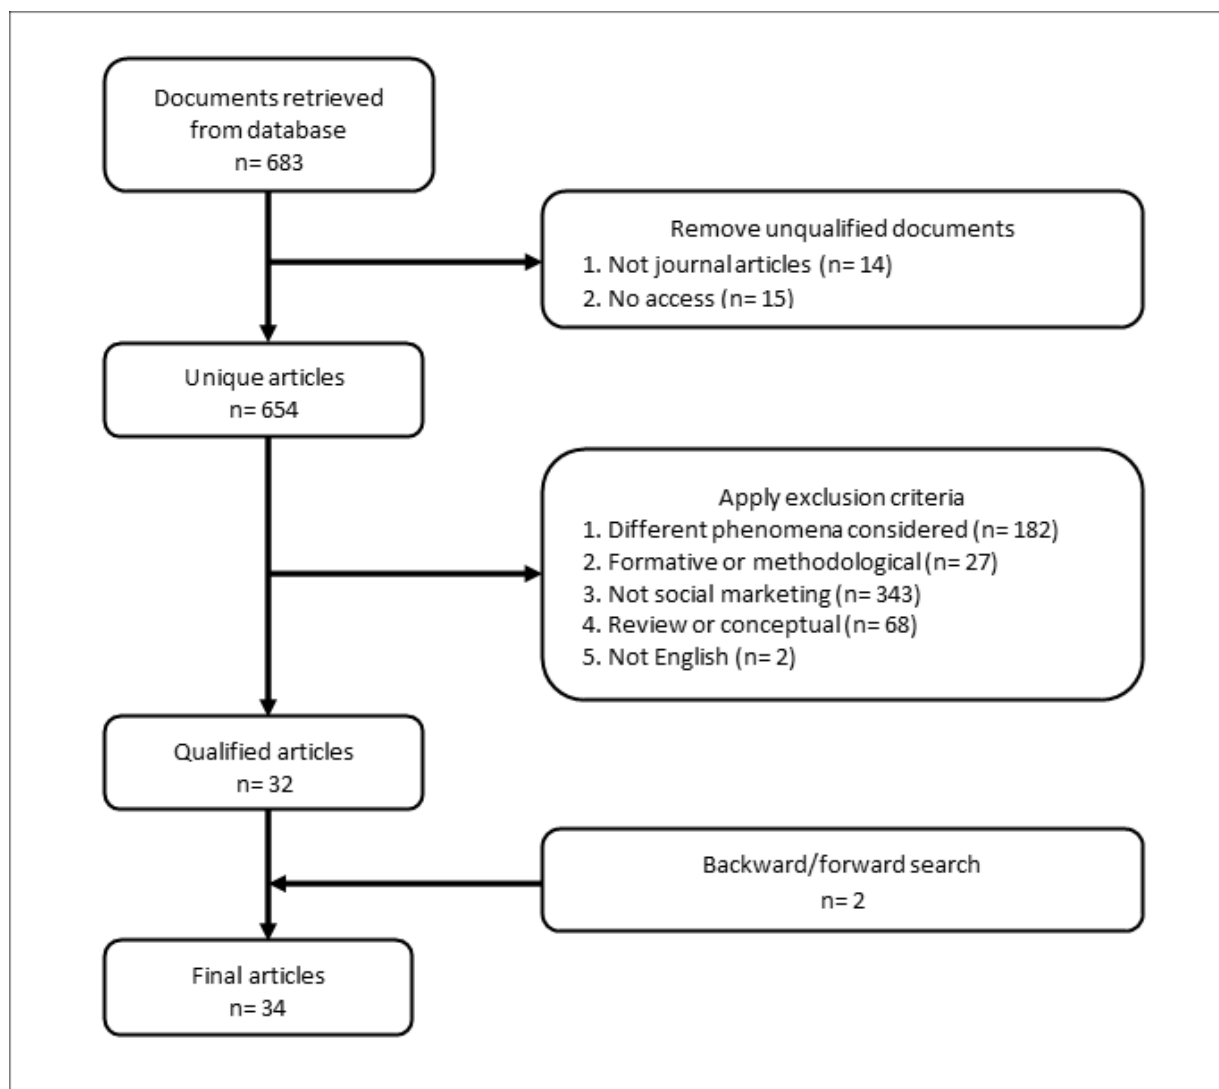 Documents retrieved
from database
n= 683
Remove unqualified documents
1. Not journal articles (n= 14)
2. No access (n= 15)
Unique articles
n= 654
Apply exclusion criteria
1. Different phenomena considered (n= 182)
2. Formative or methodological (n= 27)
3. Not social marketing (n= 343)
4. Review or conceptual (n= 68)
5. Not English (n= 2)
Qualified articles
n= 32
Backward/forward search
n= 2
Final articles
n= 34